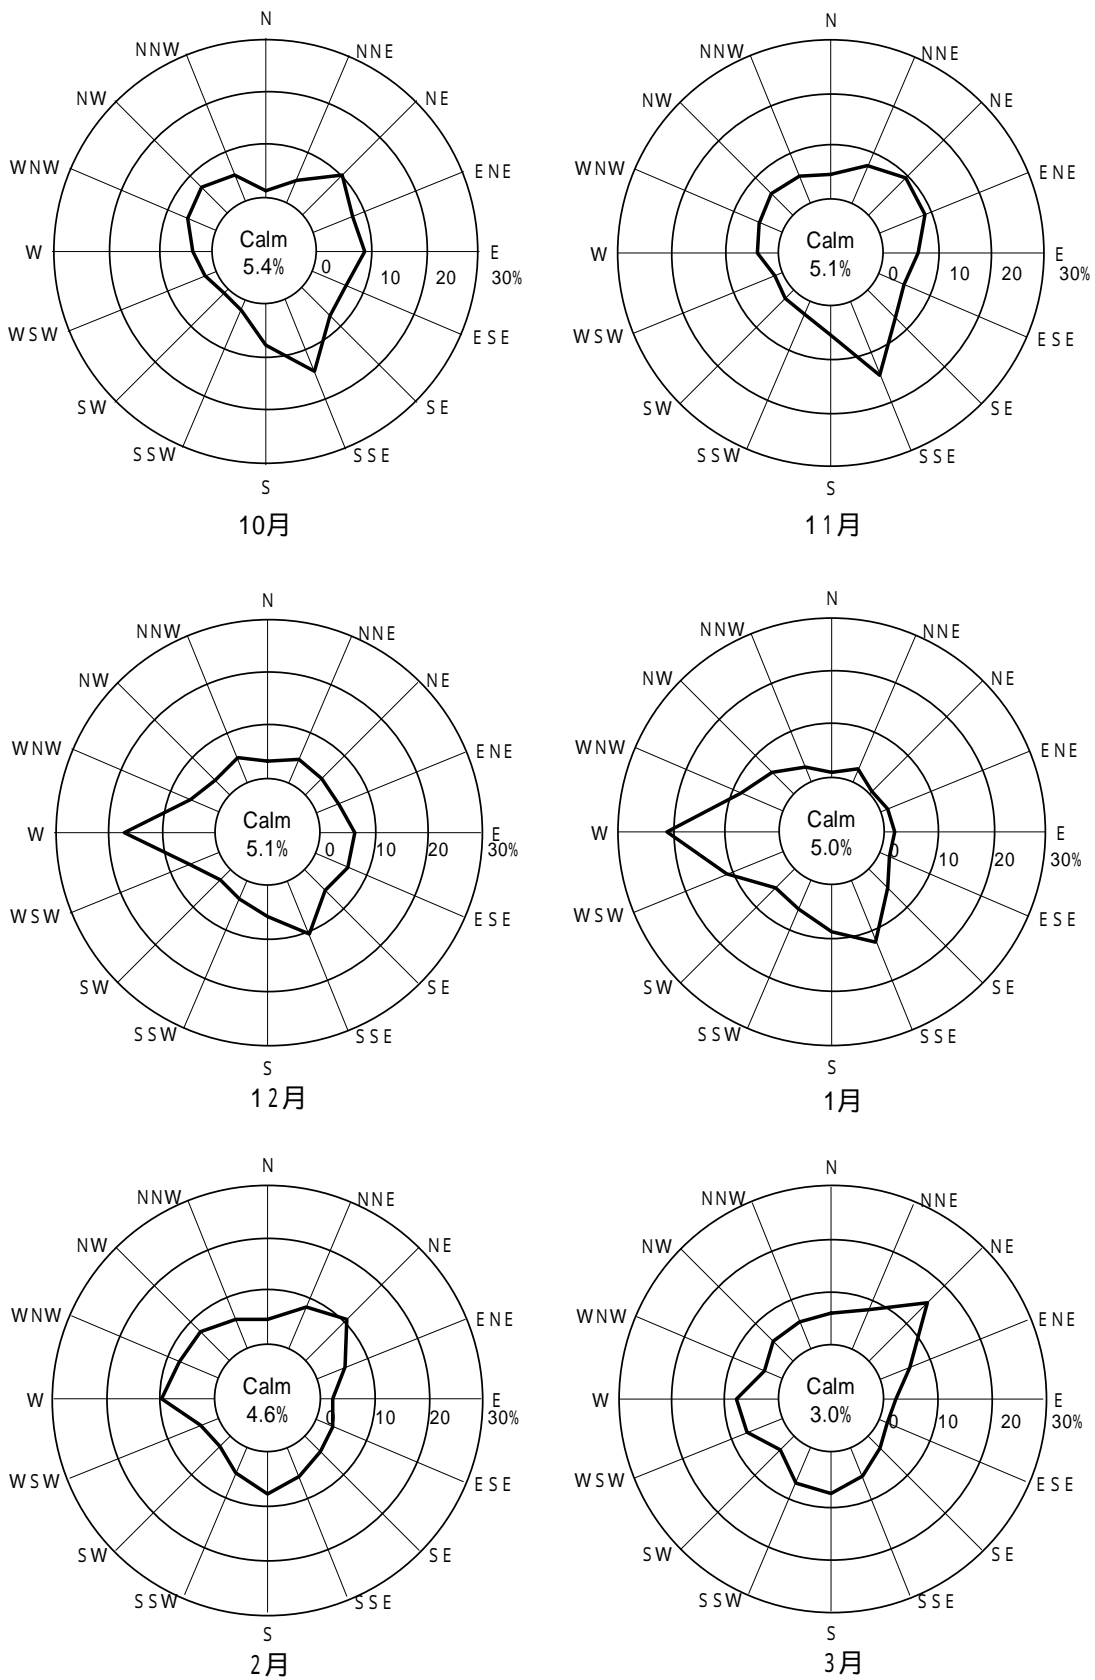 N
NNW NNE
NW NE
WNW ENE
Calm
W 5.4% 0 10 20 E
30%
WSW ESE
SW SE
SSW SSE
S
10月
N
NNW NNE
NW NE
WNW ENE
Calm
W 5.1% 0 10 20 E
30%
WSW ESE
SW SE
SSW SSE
S
11月
N
NNW NNE
NW NE
WNW ENE
Calm
W 5.1% 0 10 20 E
30%
WSW ESE
SW SE
SSW SSE
S
12月
N
NNW NNE
NW NE
WNW ENE
Calm
W 5.0% 0 10 20 E
30%
WSW ESE
SW SE
SSW SSE
S
1月
N
NNW NNE
NW NE
WNW ENE
Calm
W 4.6% 0 10 20 E
30%
WSW ESE
SW SE
SSW SSE
S
2月
N
NNW NNE
NW NE
WNW ENE
Calm
W 3.0% 0 10 20 E
30%
WSW ESE
SW SE
SSW SSE
S
3月